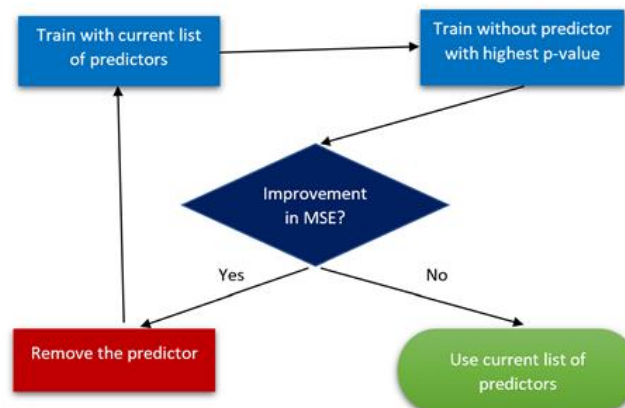 Train with current list
of predictors
Train without predictor
with highest p-value
Improvement
in MSE?
Yes
No
Remove the predictor
Use current list of
predictors